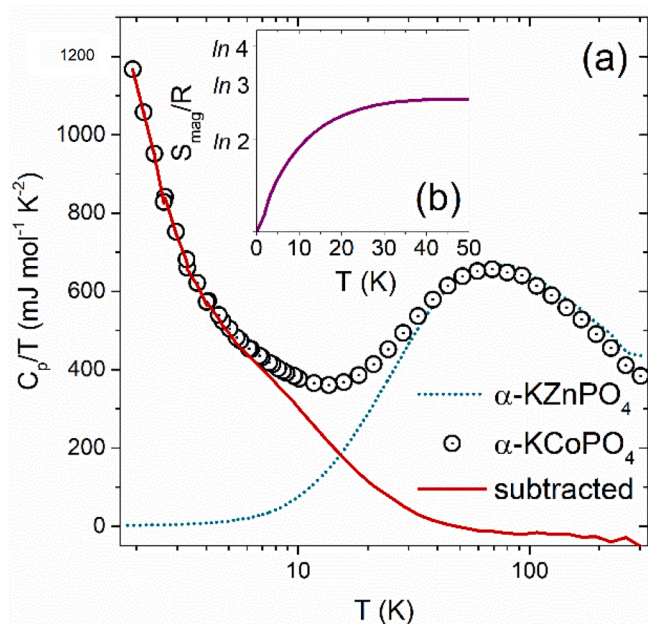 1200
1000
800
600
400
200
0
C_p/T (mJ mol⁻¹ K⁻²)
(a)
ln 4
ln 3
ln 2
S_mag/R
(b)
0 10 20 30 40 50
T (K)
α-KZnPO₄
α-KCoPO₄
subtracted
10 100
T (K)